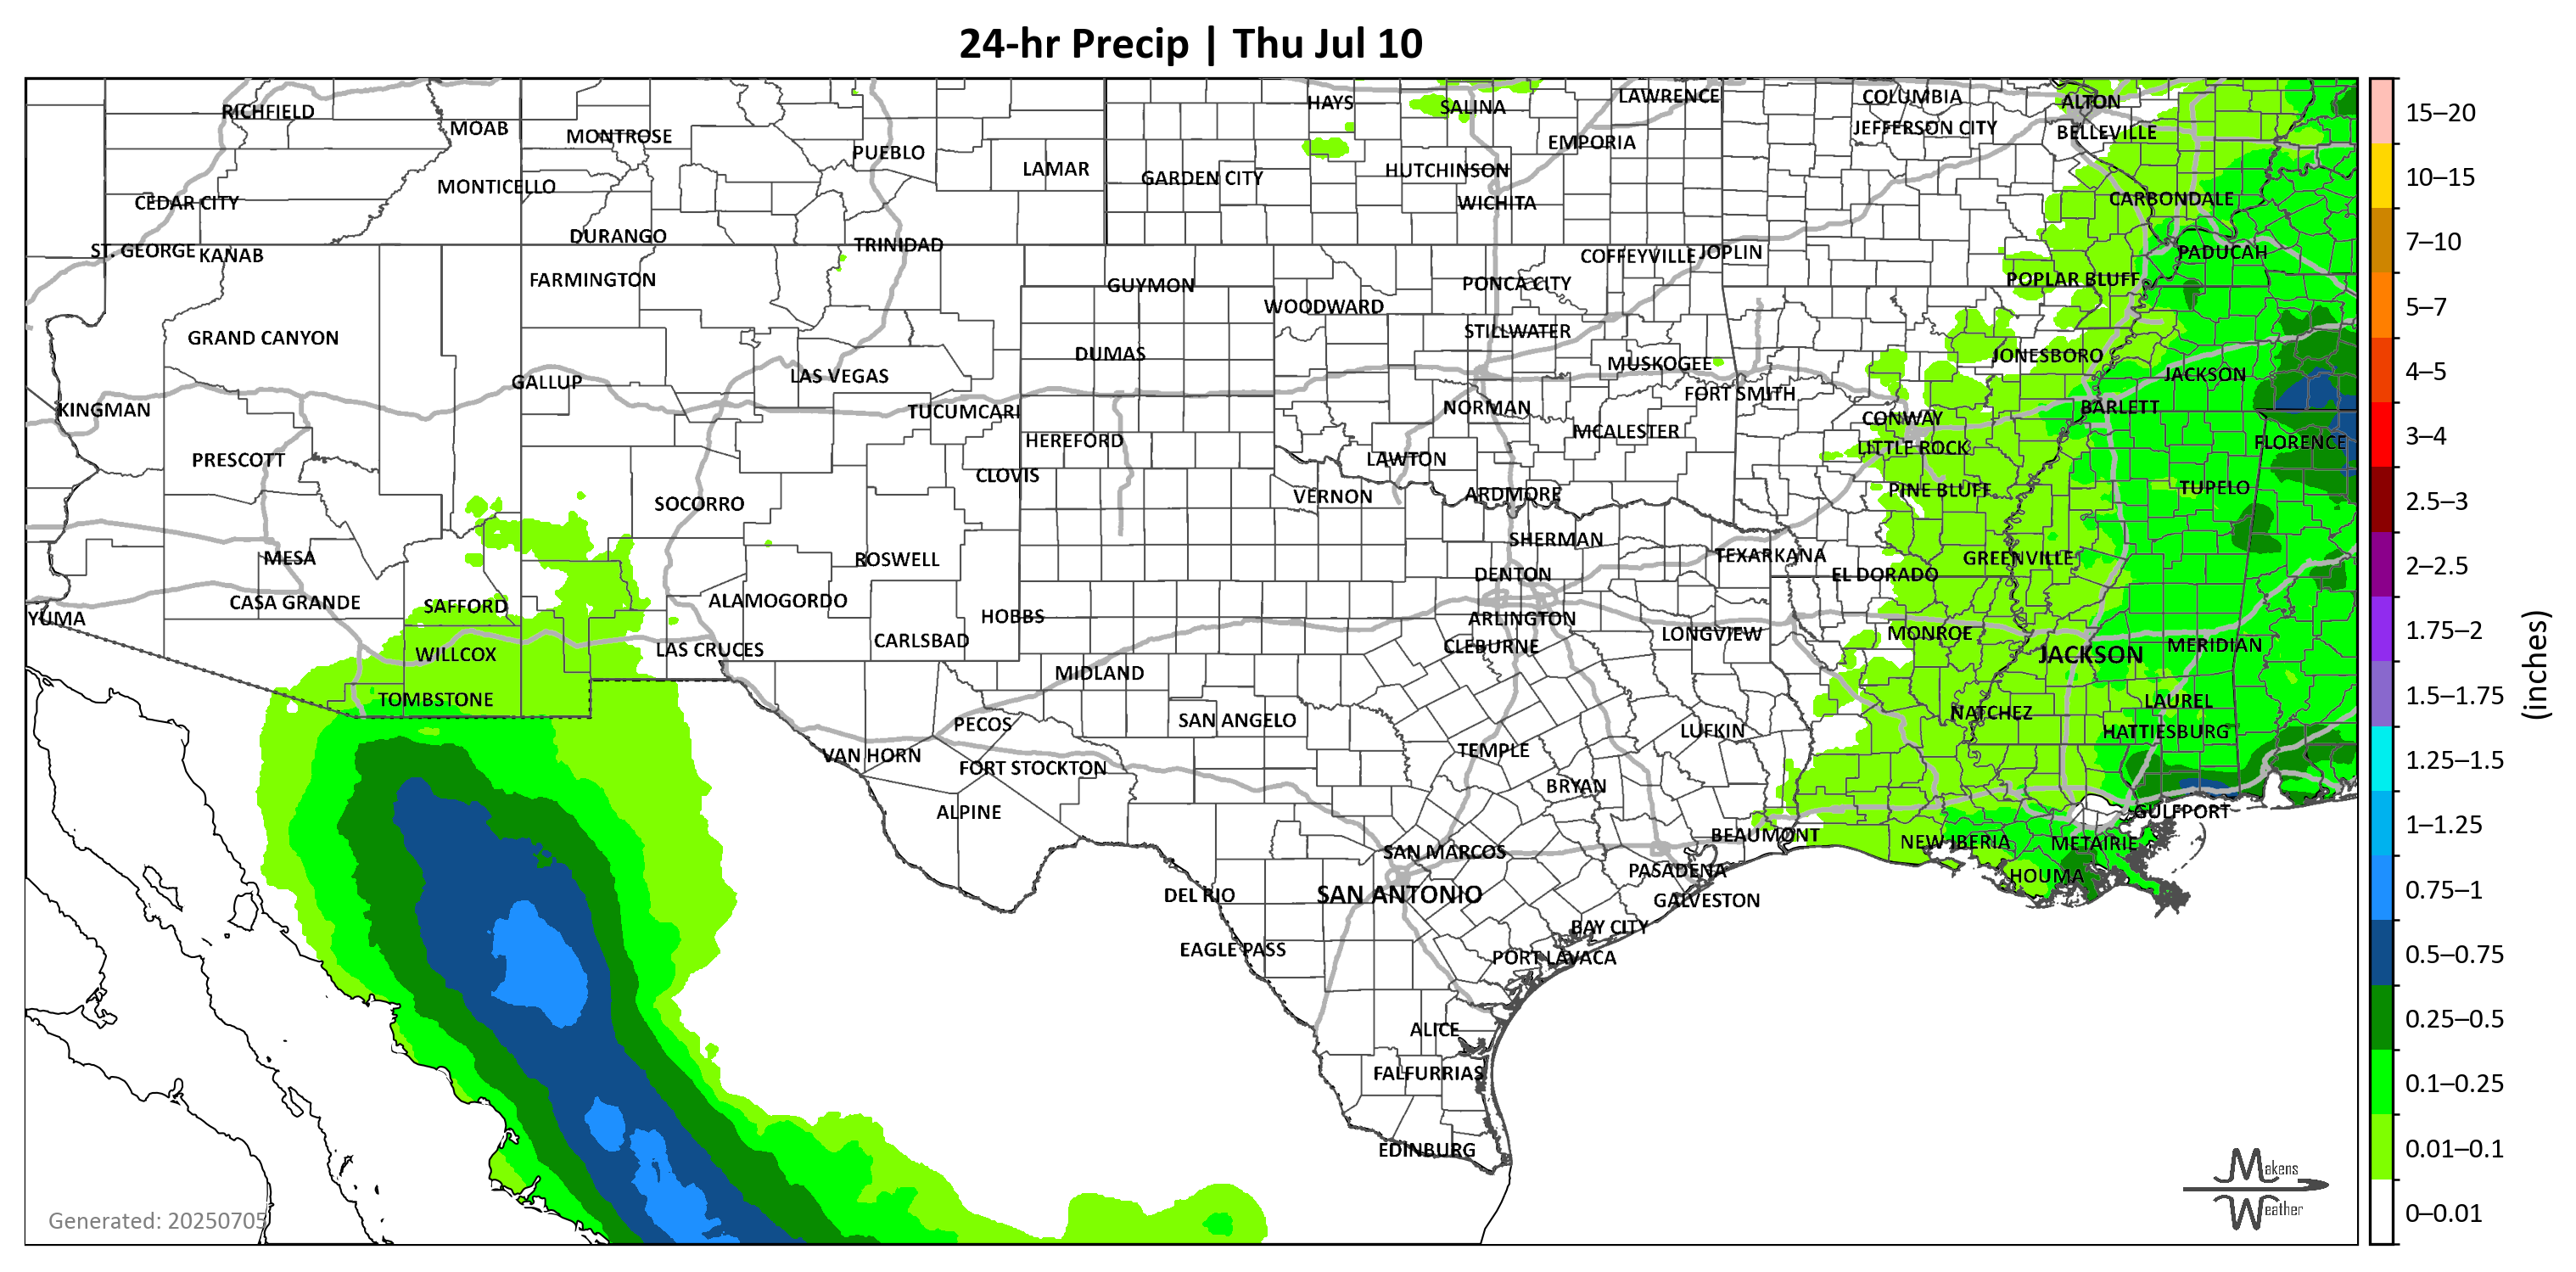 24-hr Precip | Thu Jul 10
RICHFIELD
MOAB
MONTROSE
PUEBLO
LAMAR
HAYS
SALINA
LAWRENCE
COLUMBIA
ALTON
JEFFERSON CITY
BELLEVILLE
EMPORIA
GARDEN CITY
HUTCHINSON
WICHITA
MONTICELLO
CEDAR CITY
CARBONDALE
DURANGO
TRINIDAD
ST. GEORGE
KANAB
COFFEYVILLE
JOPLIN
PADUCAH
FARMINGTON
GUYMON
PONCA CITY
POPLAR BLUFF
WOODWARD
GRAND CANYON
STILLWATER
DUMAS
MUSKOGEE
JONESBORO
GALLUP
LAS VEGAS
JACKSON
FORT SMITH
KINGMAN
TUCUMCARI
NORMAN
BARLETT
CONWAY
HEREFORD
MCALESTER
LITTLE ROCK
FLORENCE
PRESCOTT
CLOVIS
LAWTON
SOCORRO
VERNON
ARDMORE
PINE BLUFF
TUPELO
MESA
ROSWELL
SHERMAN
TEXARKANA
GREENVILLE
DENTON
EL DORADO
CASA GRANDE
SAFFORD
ALAMOGORDO
HOBBS
YUMA
ARLINGTON
LONGVIEW
MONROE
WILLCOX
LAS CRUCES
CARLSBAD
CLEBURNE
JACKSON
MERIDIAN
MIDLAND
TOMBSTONE
LAUREL
PECOS
SAN ANGELO
NATCHEZ
LUFKIN
HATTIESBURG
VAN HORN
TEMPLE
FORT STOCKTON
BRYAN
ALPINE
GULFPORT
BEAUMONT
NEW IBERIA
METAIRIE
SAN MARCOS
PASADENA
HOUMA
DEL RIO
SAN ANTONIO
GALVESTON
BAY CITY
EAGLE PASS
PORT LAVACA
ALICE
FALFURRIAS
EDINBURG
Generated: 20250705
Makens
Weather
15–20
10–15
7–10
5–7
4–5
3–4
2.5–3
2–2.5
1.75–2
1.5–1.75
1.25–1.5
1–1.25
0.75–1
0.5–0.75
0.25–0.5
0.1–0.25
0.01–0.1
0–0.01
(inches)